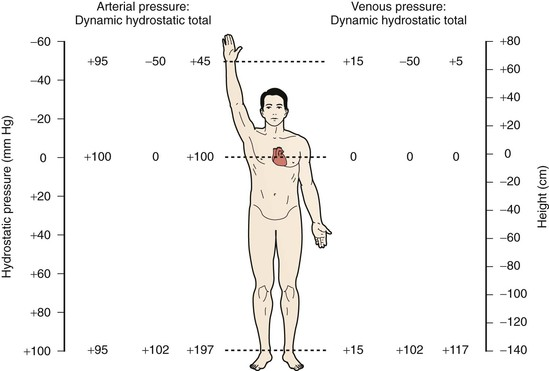 Arterial pressure:
Dynamic hydrostatic total
Venous pressure:
Dynamic hydrostatic total
Hydrostatic pressure (mm Hg)
−60
−40
−20
0
+20
+40
+60
+80
+100
+95 −50 +45 +15 −50 +5
+100 0 +100 0 0 0
+95 +102 +197 +15 +102 +117
+80
+60
+40
+20
0
−20
−40
−60
−80
−100
−120
−140
Height (cm)